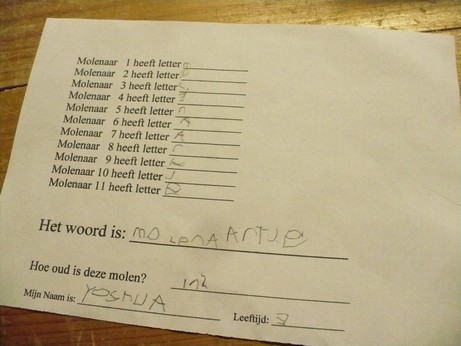 Molenaar 1 heeft letter
Molenaar 2 heeft letter
Molenaar 3 heeft letter
Molenaar 4 heeft letter
Molenaar 5 heeft letter n
Molenaar 6 heeft letter A
Molenaar 7 heeft letter A
Molenaar 8 heeft letter r
Molenaar 9 heeft letter
Molenaar 10 heeft letter J
Molenaar 11 heeft letter
Het woord is: molenaartje
Hoe oud is deze molen?
Mijn Naam is: YOSHUA Leeftijd: